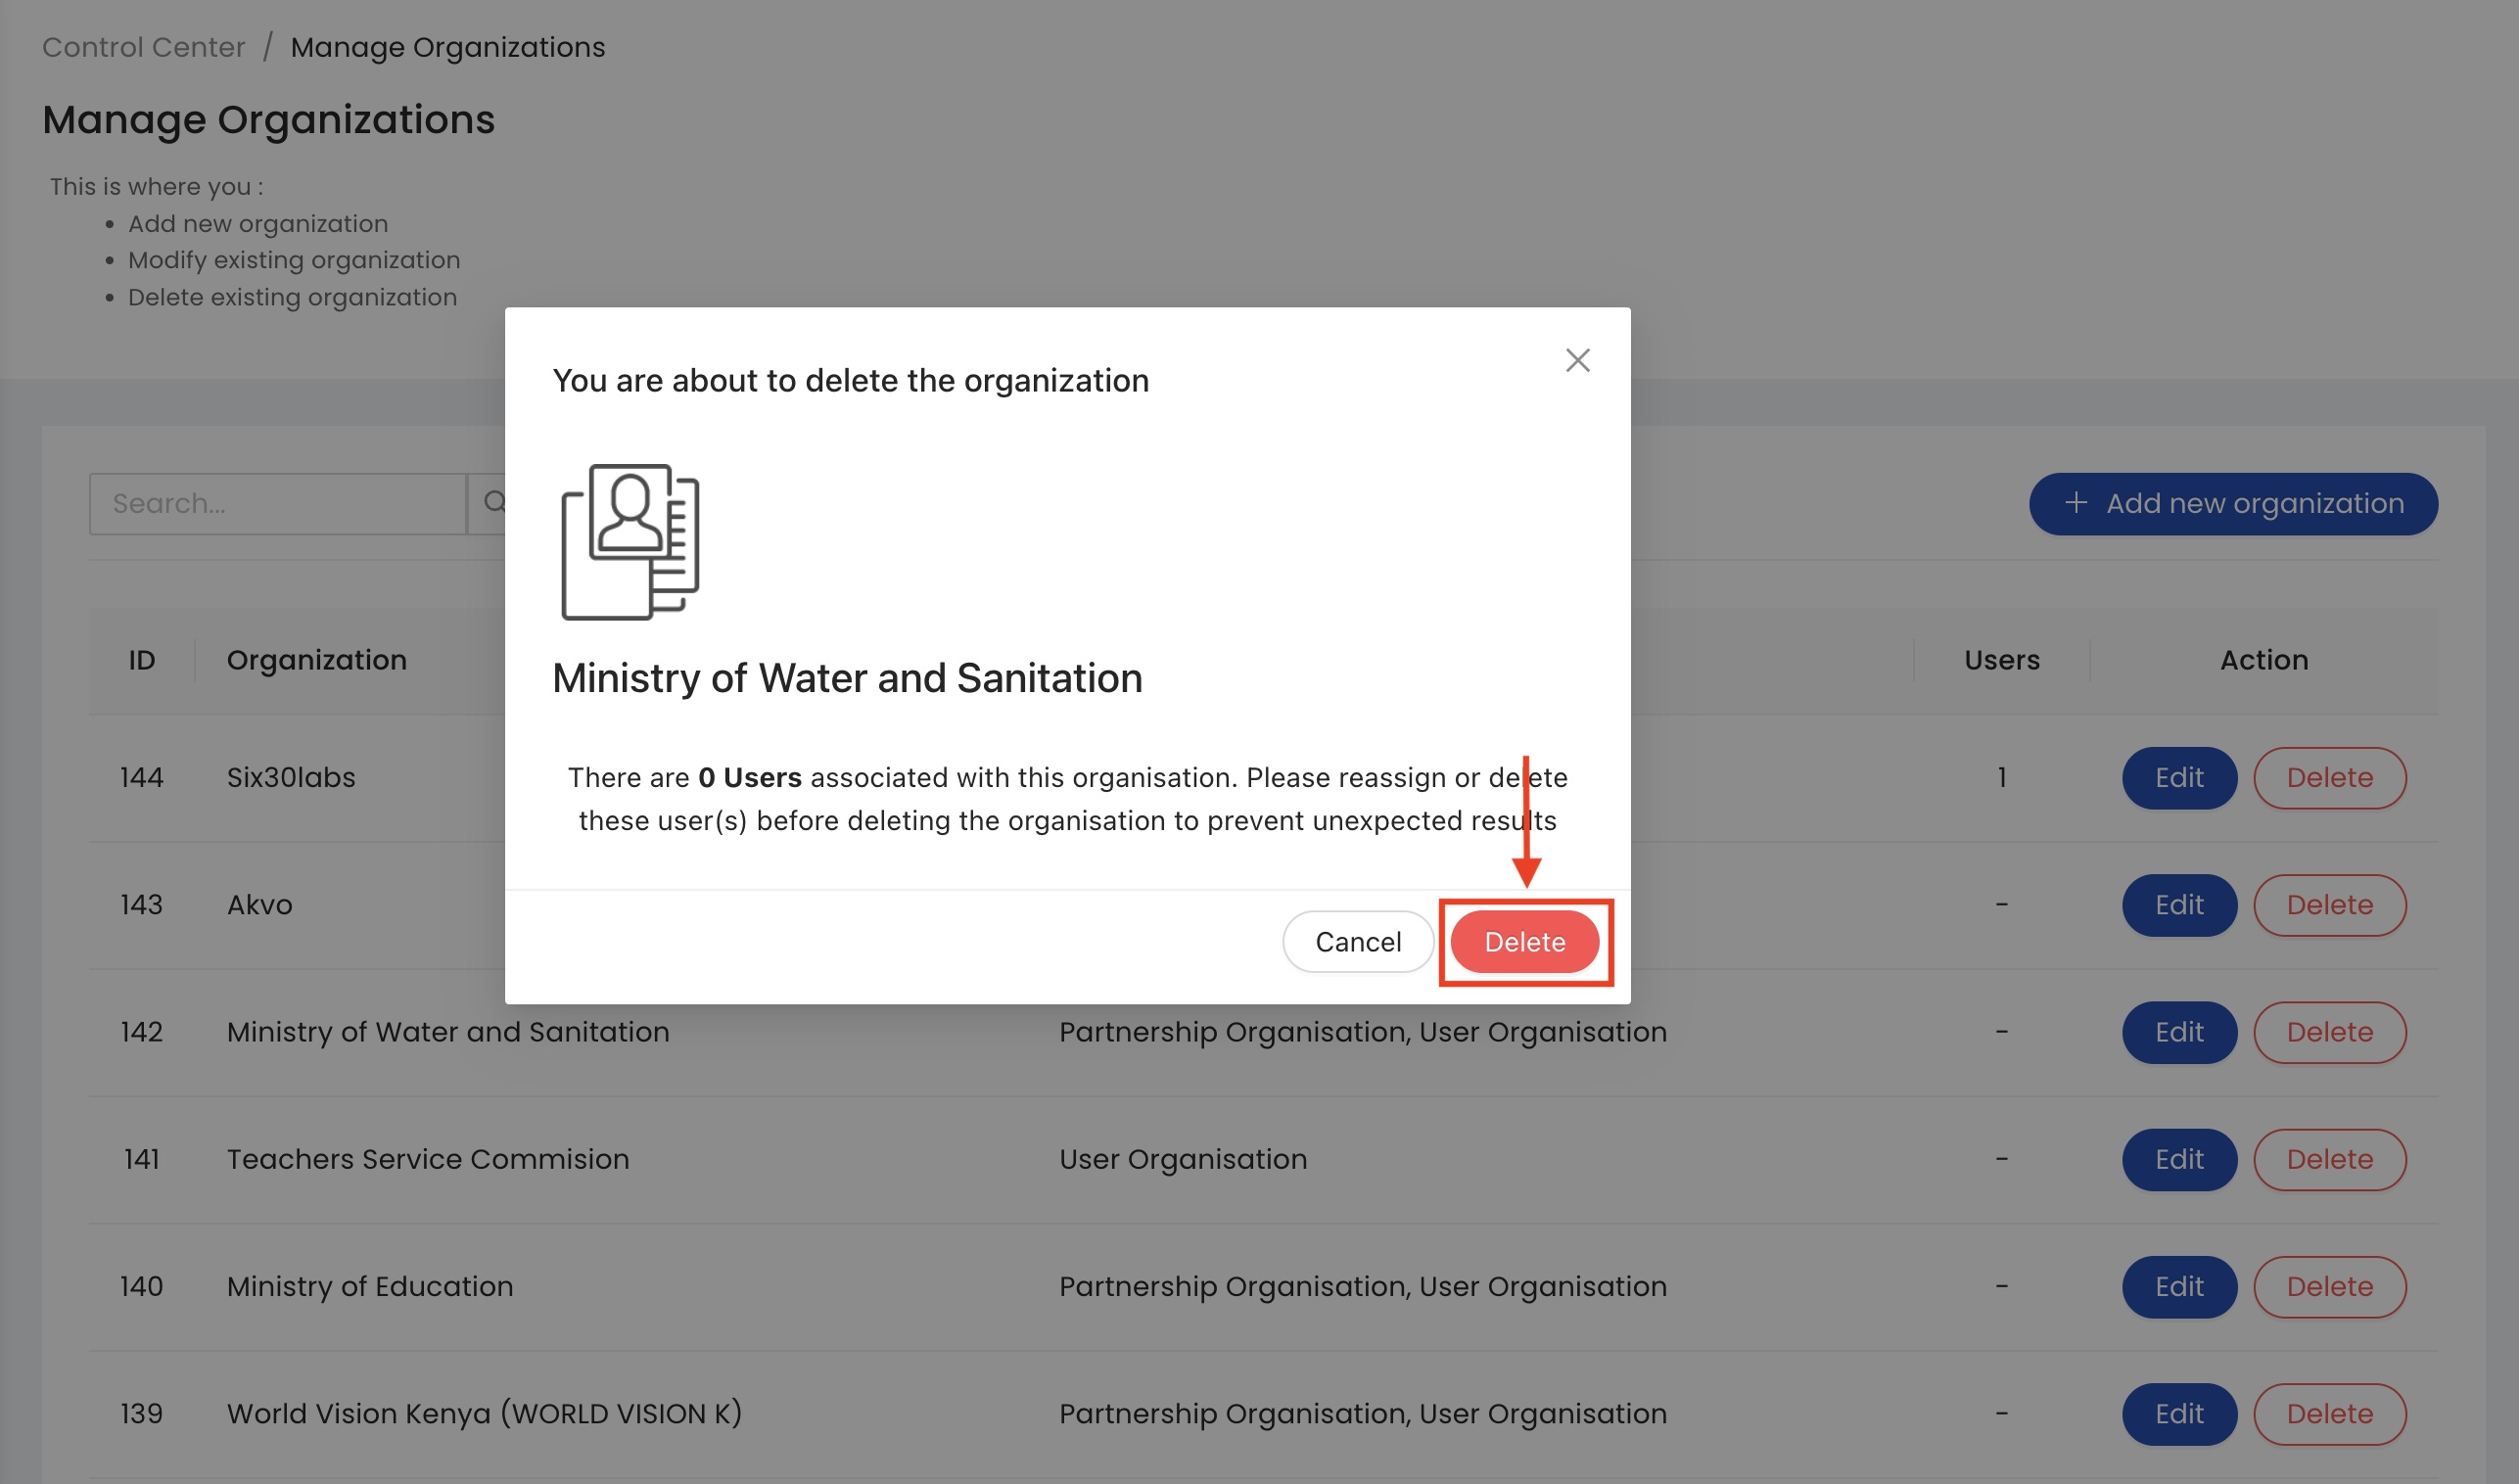 Control Center / Manage Organizations
Manage Organizations
This is where you :
• Add new organization
• Modify existing organization
• Delete existing organization
You are about to delete the organization
Ministry of Water and Sanitation
There are 0 Users associated with this organisation. Please reassign or delete
these user(s) before deleting the organisation to prevent unexpected results
Cancel Delete
Search...
+ Add new organization
ID Organization Users Action
144 Six30labs 1 Edit Delete
143 Akvo - Edit Delete
142 Ministry of Water and Sanitation Partnership Organisation, User Organisation - Edit Delete
141 Teachers Service Commision User Organisation - Edit Delete
140 Ministry of Education Partnership Organisation, User Organisation - Edit Delete
139 World Vision Kenya (WORLD VISION K) Partnership Organisation, User Organisation - Edit Delete